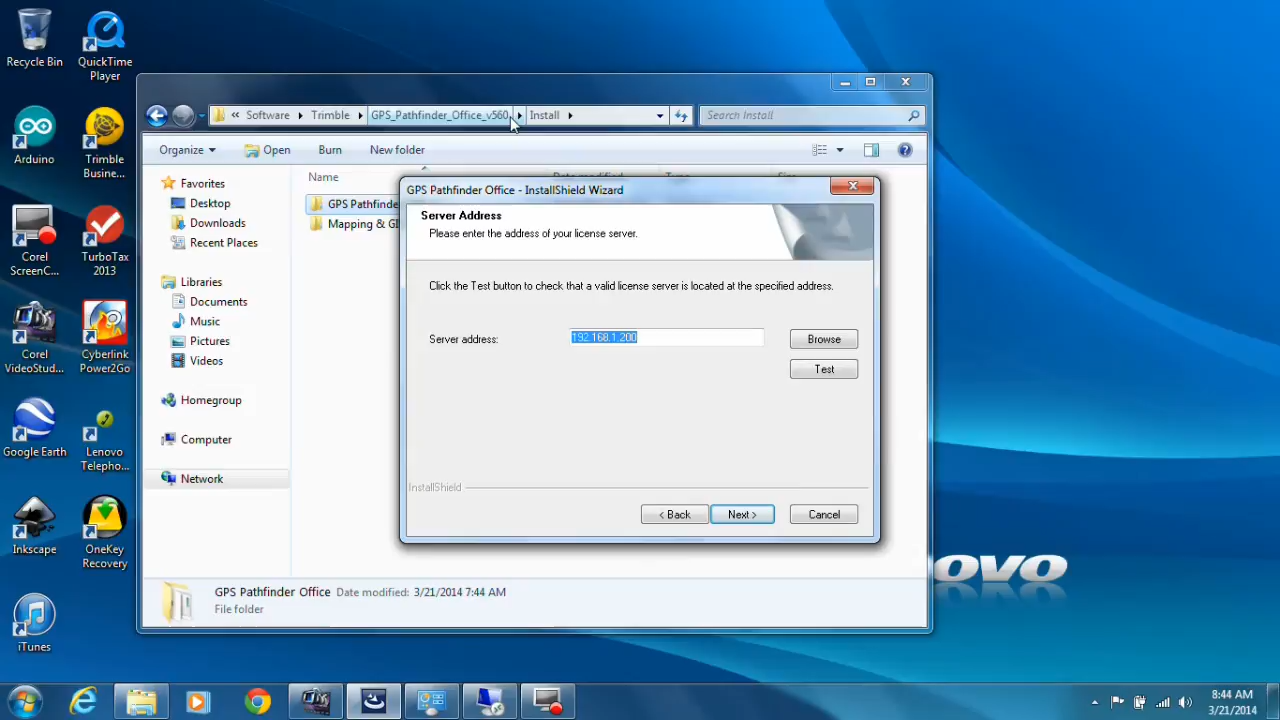 Recycle Bin
QuickTime
Player
Arduino
Trimble
Busine...
Corel
ScreenC...
TurboTax
2013
Corel
VideoStud...
Cyberlink
Power2Go
Google Earth
Lenovo
Telepho...
Inkscape
OneKey
Recovery
iTunes
« Software Trimble GPS_Pathfinder_Office_v560 Install
Search Install
Organize Open Burn New folder
Name
Favorites
Desktop
Downloads
Recent Places
Libraries
Documents
Music
Pictures
Videos
Homegroup
Computer
Network
GPS Pathfinde
Mapping & GI
GPS Pathfinder Office - InstallShield Wizard
Server Address
Please enter the address of your license server.
Click the Test button to check that a valid license server is located at the specified address.
Server address: 192.168.1.200 Browse
Test
InstallShield
< Back Next > Cancel
GPS Pathfinder Office Date modified: 3/21/2014 7:44 AM
File folder
8:44 AM
3/21/2014